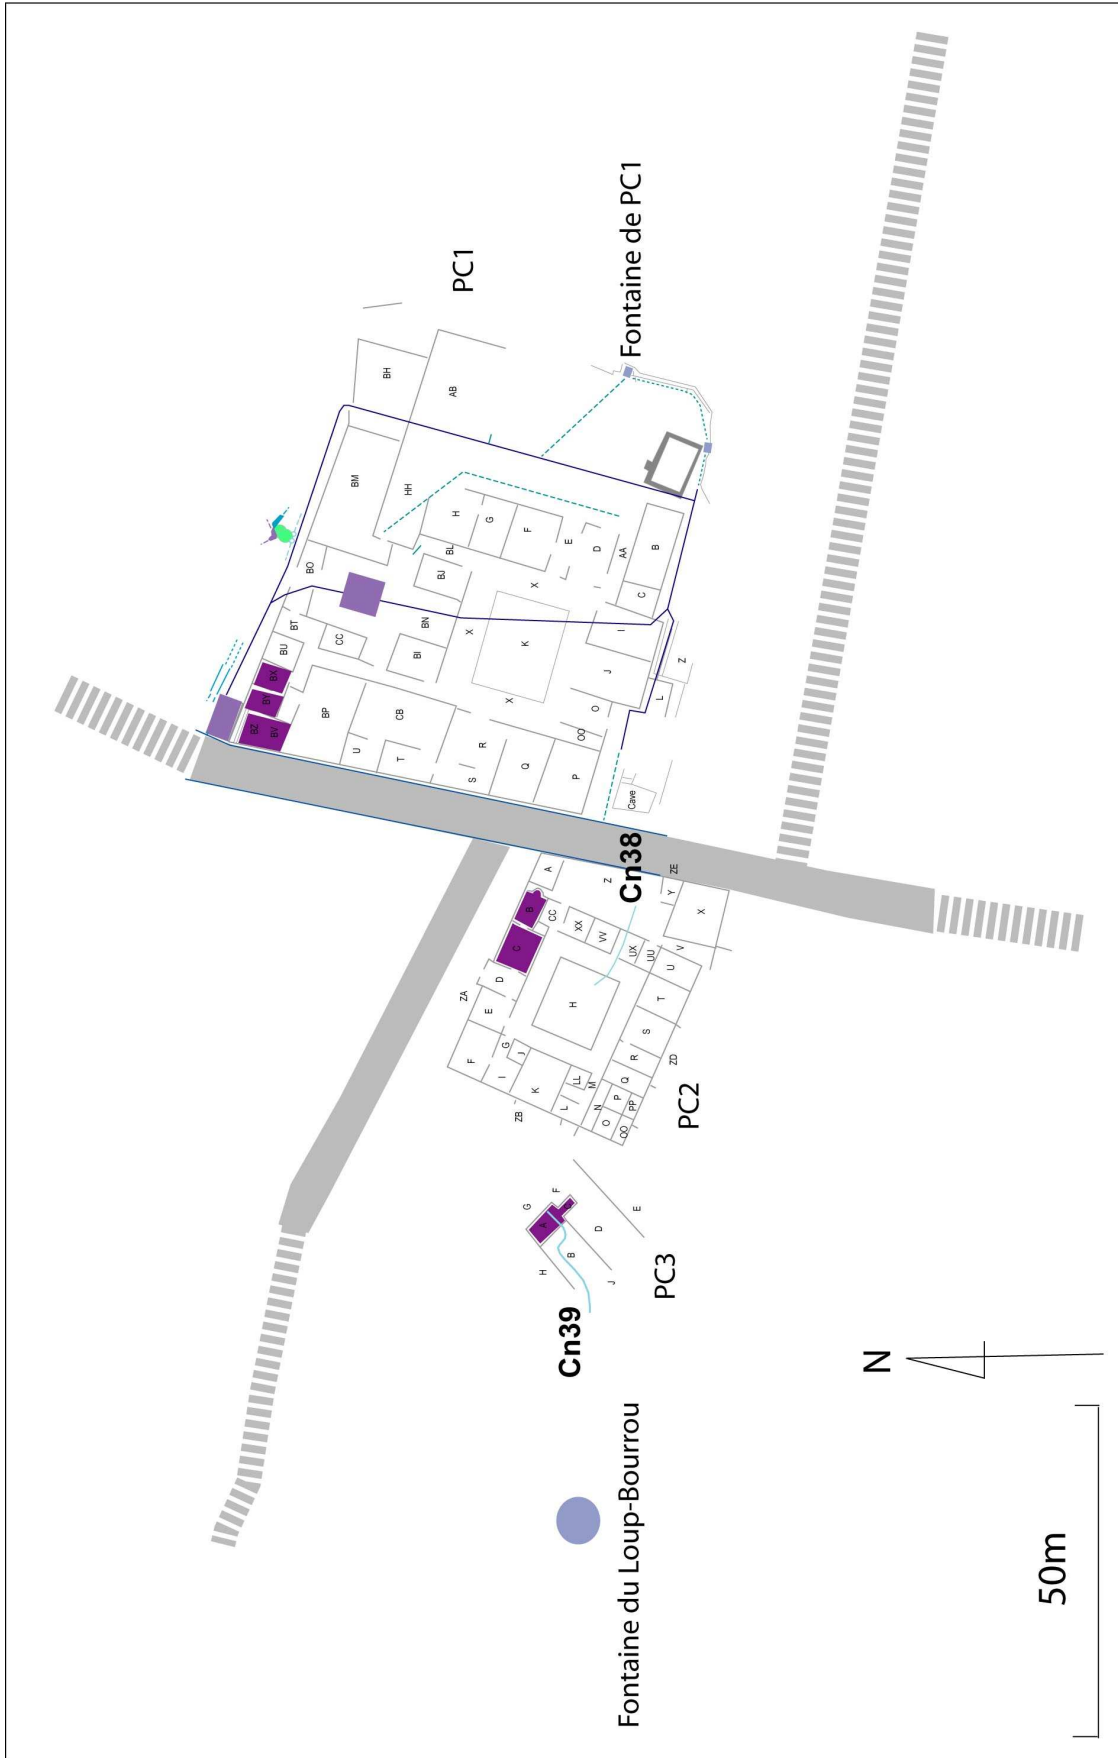 BZ
BV
BY
BX
BU
BT
BO
BP
CC
BM
BH
U
T
CB
BI
BN
BJ
BL
HH
AB
PC1
S
R
X
X
X
K
H
G
F
E
D
Q
P
OO
O
J
I
AA
C
B
L
Z
Cave
Fontaine de PC1
Cn38
A
B
C
CC
D
ZA
E
F
G
J
I
K
ZB
H
XX
VV
Z
UX
UU
U
V
X
Y
ZE
T
S
R
ZD
Q
P
PP
O
OO
N
M
LL
L
PC2
G
F
A
H
B
D
E
J
PC3
Cn39
Fontaine du Loup-Bourrou
N
50m